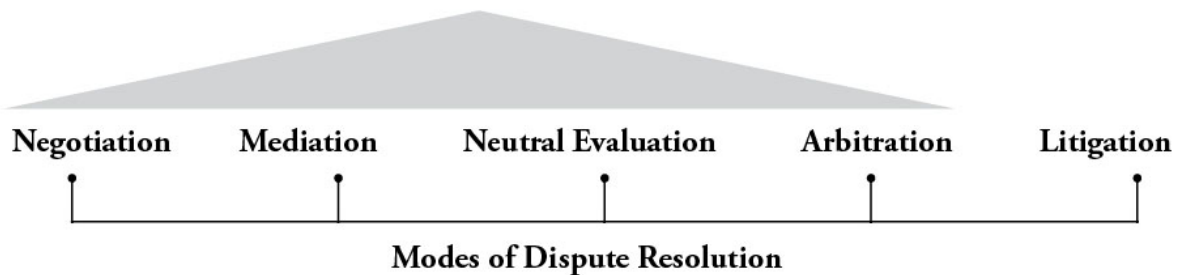 Negotiation Mediation Neutral Evaluation Arbitration Litigation
Modes of Dispute Resolution